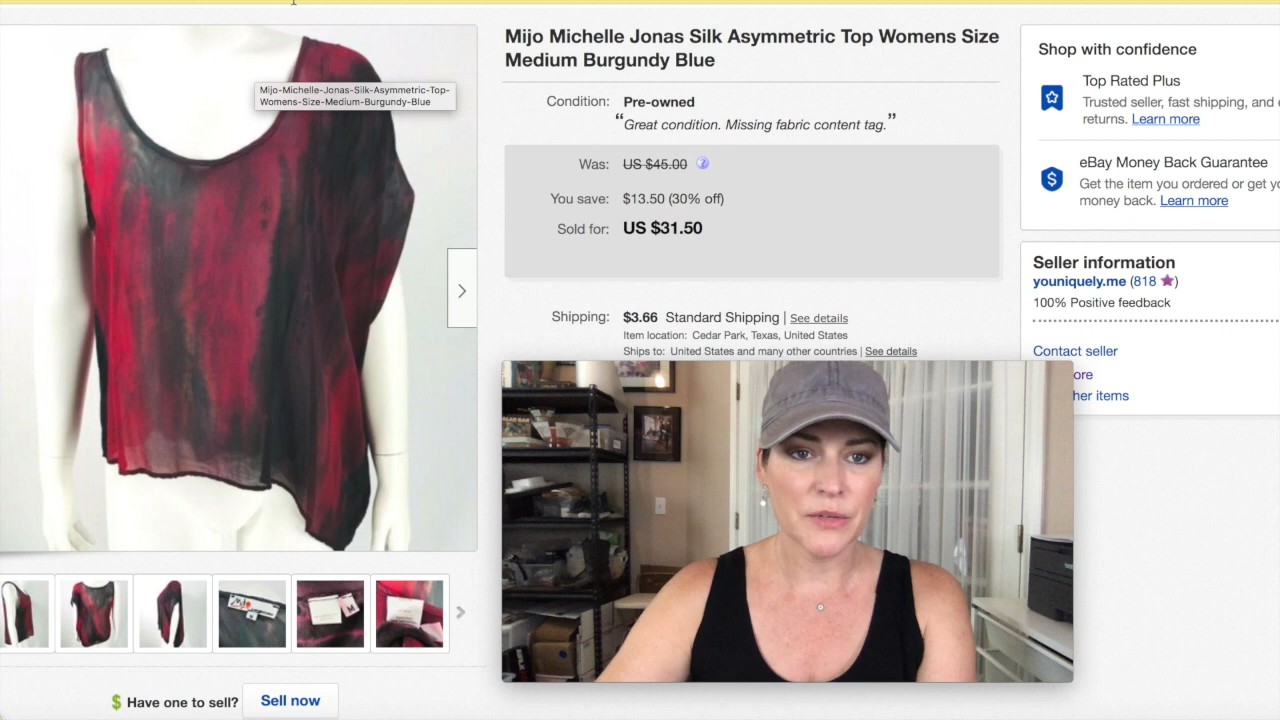 Mijo Michelle Jonas Silk Asymmetric Top Womens Size
Medium Burgundy Blue
Mijo-Michelle-Jonas-Silk-Asymmetric-Top-
Womens-Size-Medium-Burgundy-Blue
Condition: Pre-owned
“Great condition. Missing fabric content tag.”
Was: US $45.00 ?
You save: $13.50 (30% off)
Sold for: US $31.50
Shipping: $3.66 Standard Shipping | See details
Item location: Cedar Park, Texas, United States
Ships to: United States and many other countries | See details
Shop with confidence
Top Rated Plus
Trusted seller, fast shipping, and
returns. Learn more
eBay Money Back Guarantee
Get the item you ordered or get
money back. Learn more
Seller information
youniquely.me (818)
100% Positive feedback
Contact seller
ore
her items
$ Have one to sell? Sell now